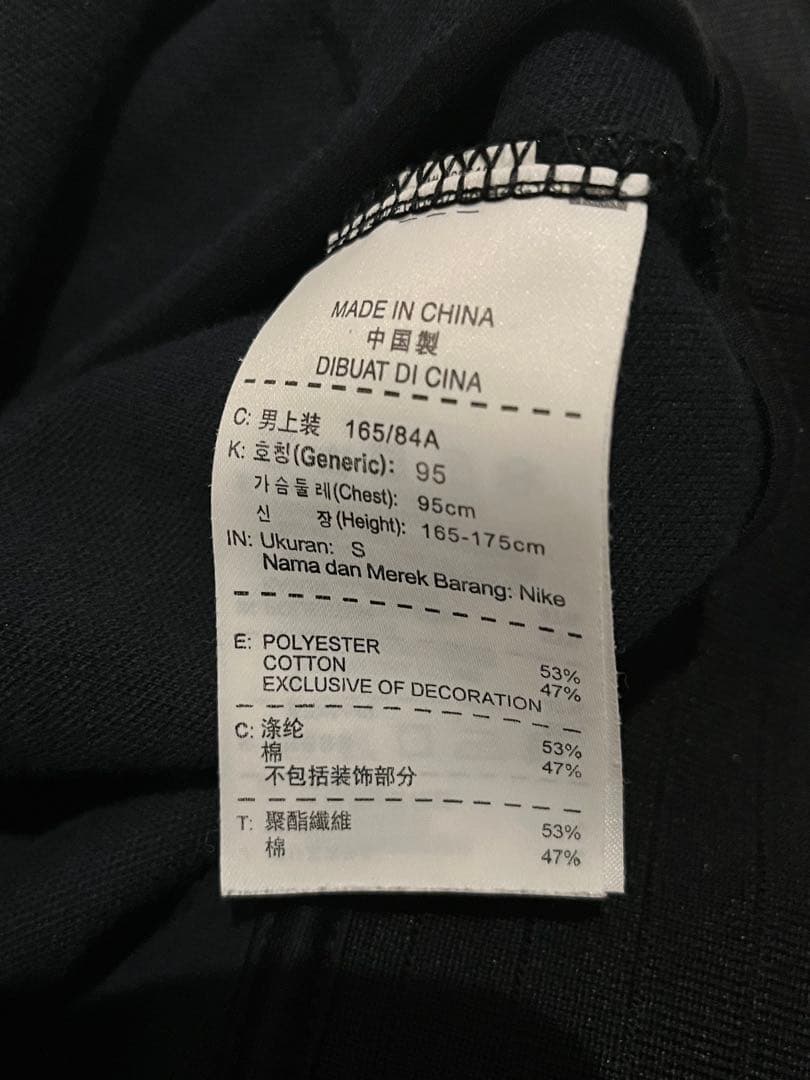 MADE IN CHINA
中国製
DIBUAT DI CINA
C: 男上装 165/84A
K: 호칭(Generic): 95
가슴둘레(Chest): 95cm
신 장(Height): 165-175cm
IN: Ukuran: S
Nama dan Merek Barang: Nike
E: POLYESTER 53%
COTTON 47%
EXCLUSIVE OF DECORATION
C: 涤纶 53%
棉 47%
不包括装饰部分
T: 聚酯纖維 53%
棉 47%